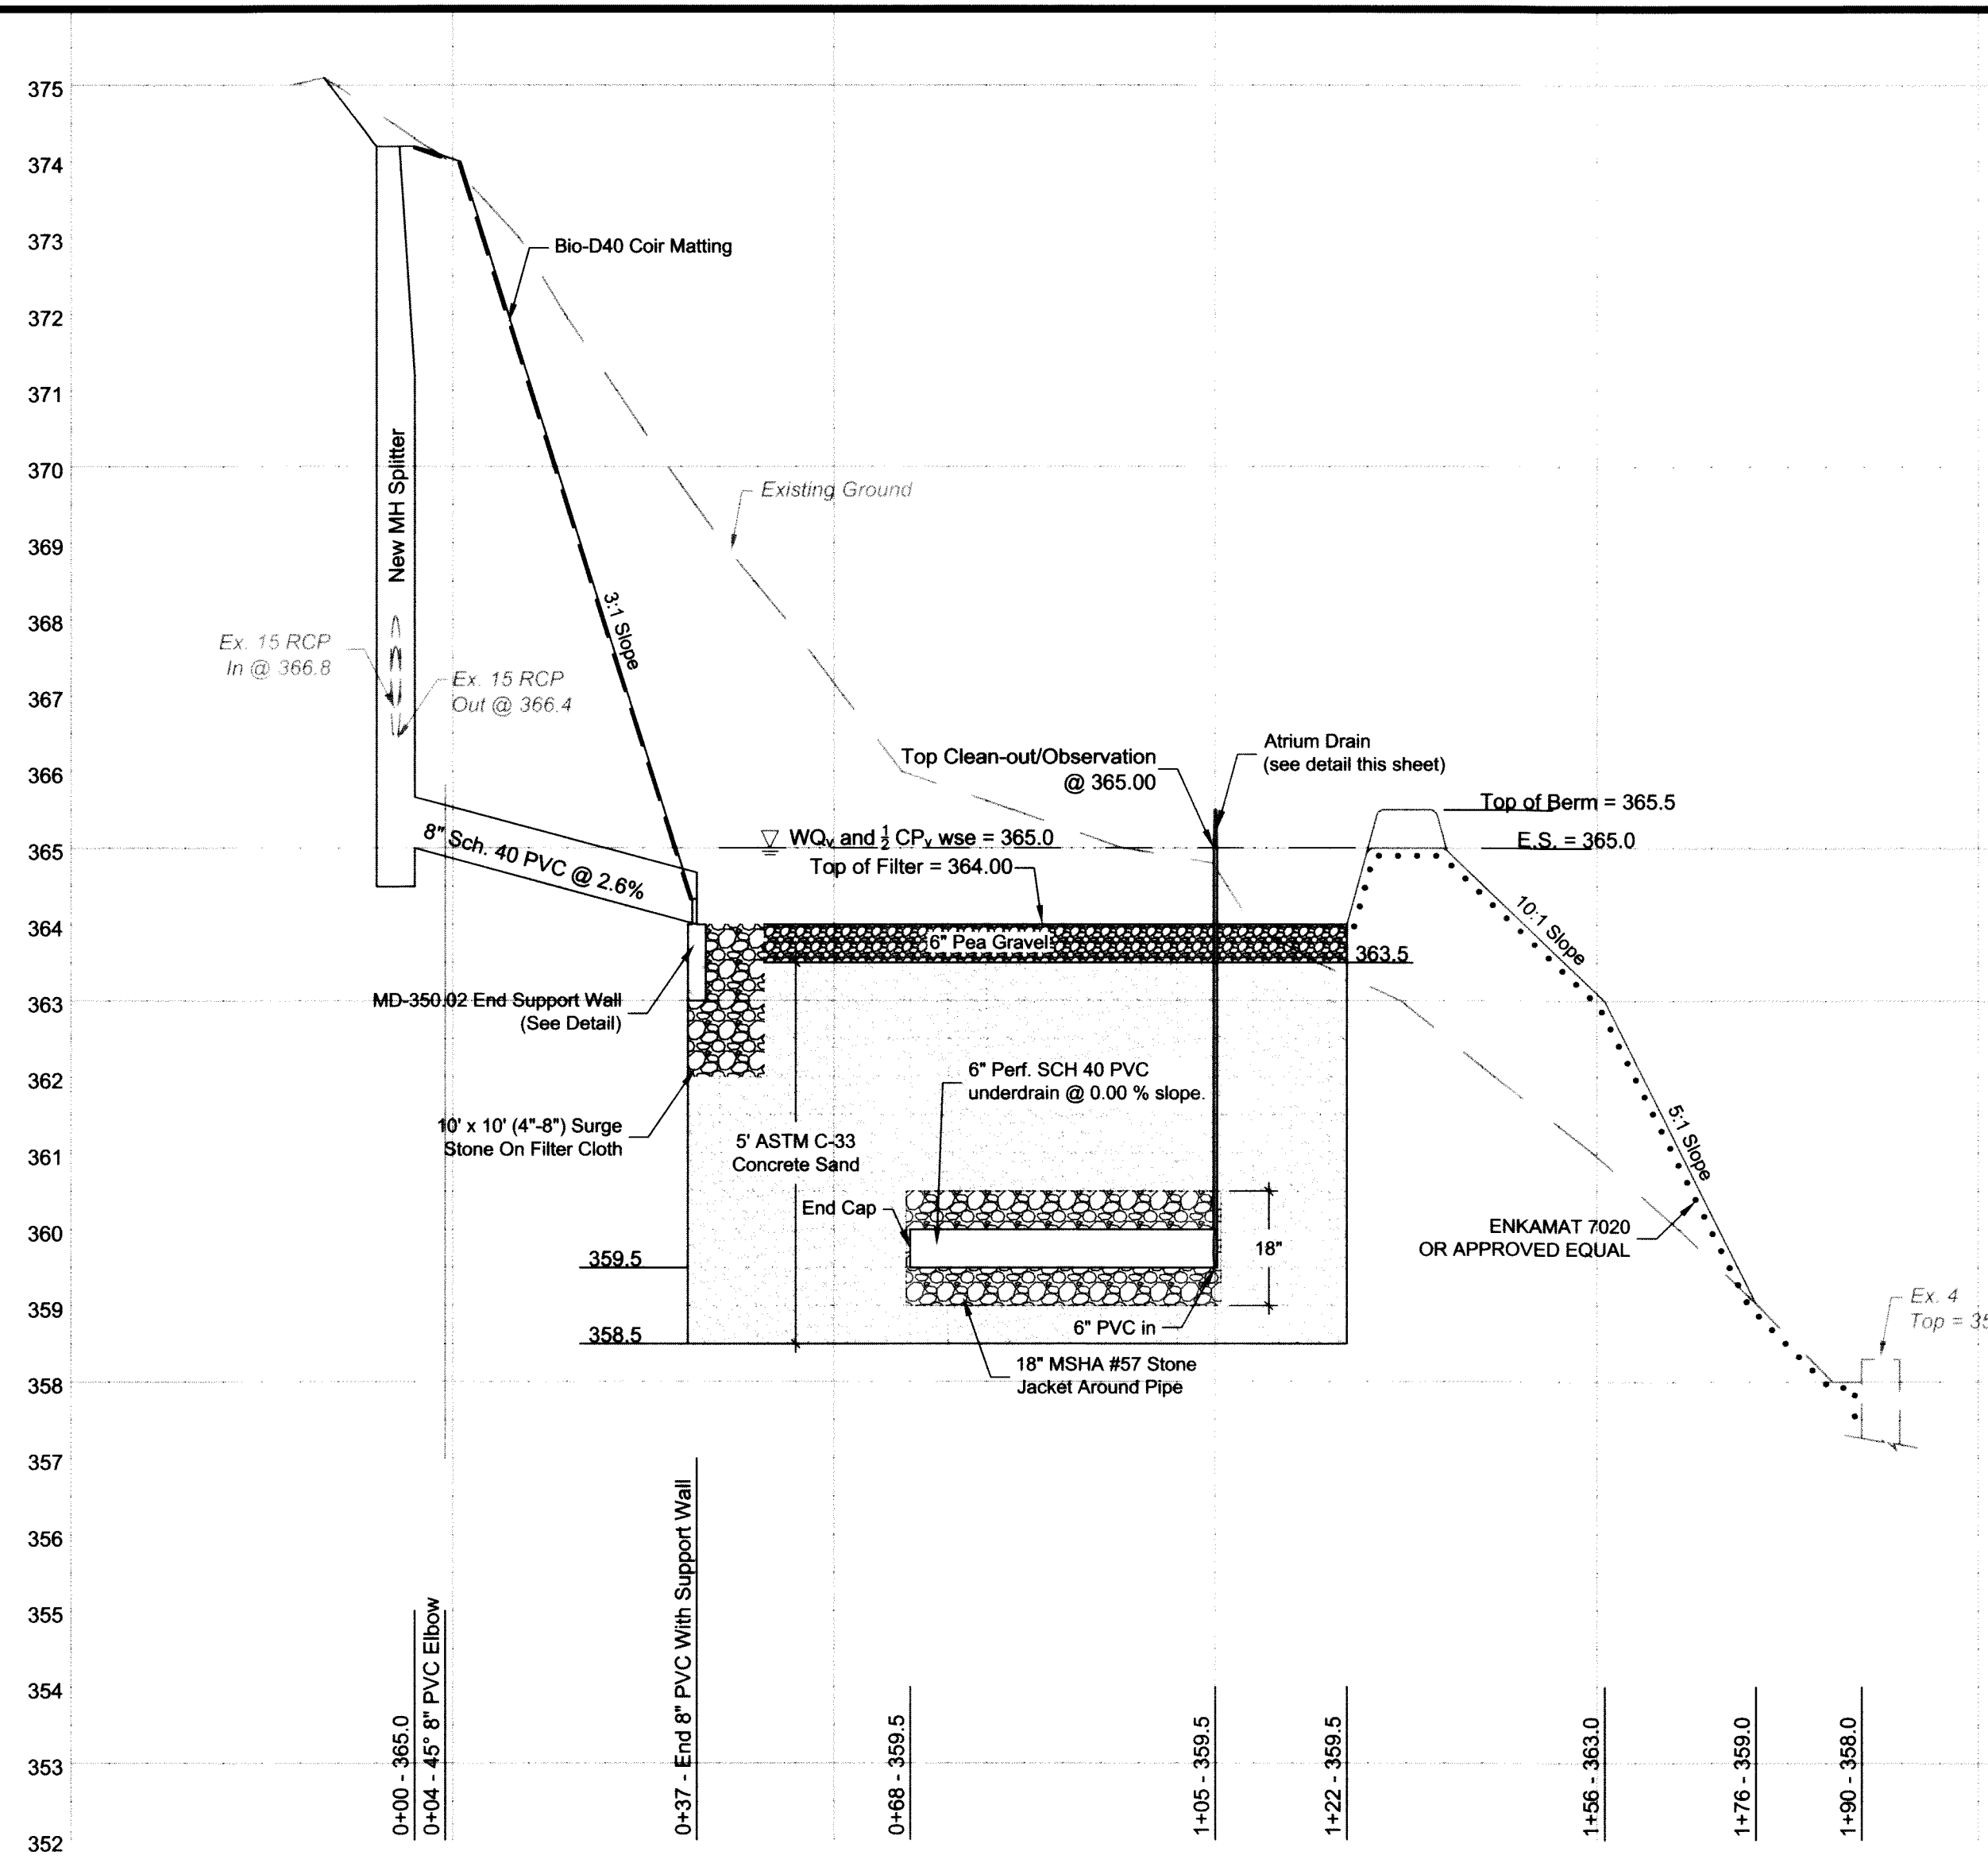 375
374
373
372
371
370
369
368
367
366
365
364
363
362
361
360
359
358
357
356
355
354
353
352
Bio-D40 Coir Matting
New MH Splitter
Existing Ground
3:1 Slope
Ex. 15 RCP
In @ 366.8
Ex. 15 RCP
Out @ 366.4
Top Clean-out/Observation
@ 365.00
Atrium Drain
(see detail this sheet)
Top of Berm = 365.5
E.S. = 365.0
8" Sch. 40 PVC @ 2.6%
WQv and ½ CPv wse = 365.0
Top of Filter = 364.00
6" Pea Gravel
363.5
10:1 Slope
MD-350.02 End Support Wall
(See Detail)
6" Perf. SCH 40 PVC
underdrain @ 0.00 % slope.
10' x 10' (4"-8") Surge
Stone On Filter Cloth
5' ASTM C-33
Concrete Sand
5:1 Slope
End Cap
18"
ENKAMAT 7020
OR APPROVED EQUAL
359.5
358.5
6" PVC in
18" MSHA #57 Stone
Jacket Around Pipe
Ex. 4
Top = 35
0+00 - 365.0
0+04 - 45° 8" PVC Elbow
0+37 - End 8" PVC With Support Wall
0+68 - 359.5
1+05 - 359.5
1+22 - 359.5
1+56 - 363.0
1+76 - 359.0
1+90 - 358.0